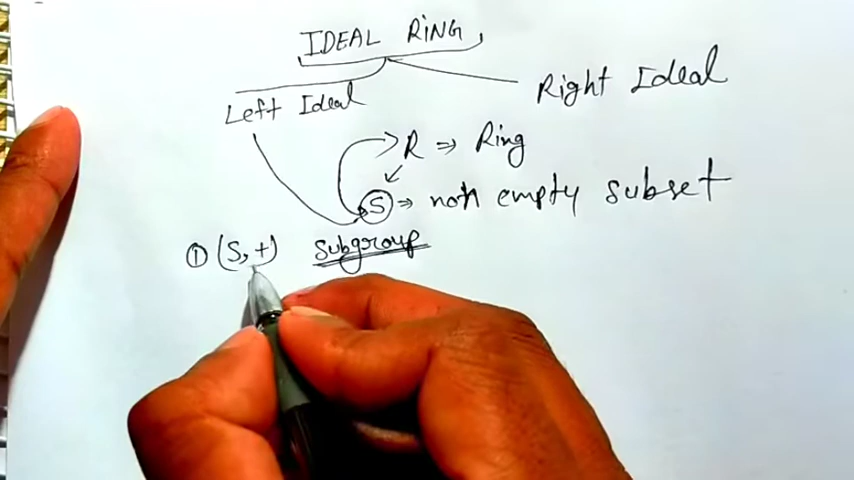 IDEAL RING
Left Ideal Right Ideal
R ⇒ Ring
S ⇒ non empty subset
① (S, +) subgroup